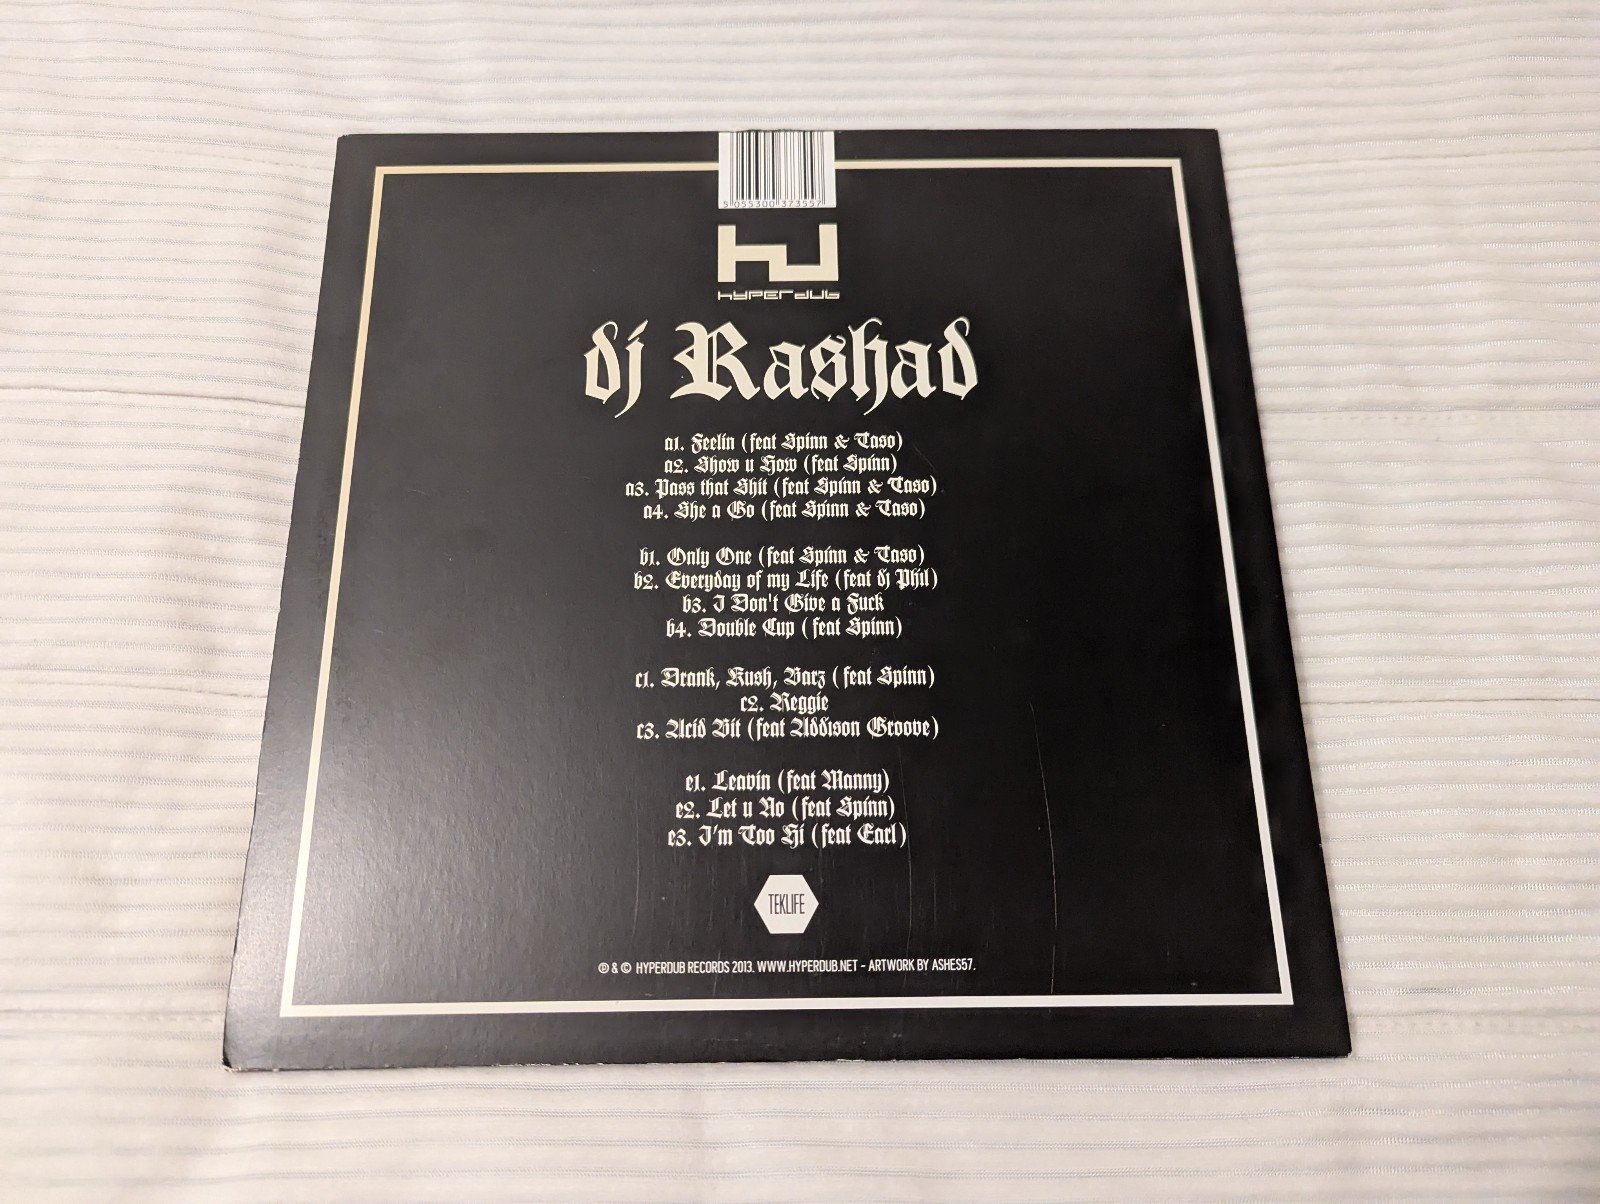 5 055300 373557
hyperdub
dj Rashad
a1. Feelin (feat Spinn & Taso)
a2. Show u How (feat Spinn)
a3. Pass that Shit (feat Spinn & Taso)
a4. She a Go (feat Spinn & Taso)
b1. Only One (feat Spinn & Taso)
b2. Everyday of my Life (feat dj Phil)
b3. I Don't Give a Fuck
b4. Double Cup (feat Spinn)
c1. Drank, Kush, Barz (feat Spinn)
c2. Reggie
c3. Acid Bit (feat Addison Groove)
e1. Leavin (feat Manny)
e2. Let u No (feat Spinn)
e3. I'm Too Hi (feat Earl)
TEKLIFE
℗ & © HYPERDUB RECORDS 2013. WWW.HYPERDUB.NET - ARTWORK BY ASHES57.